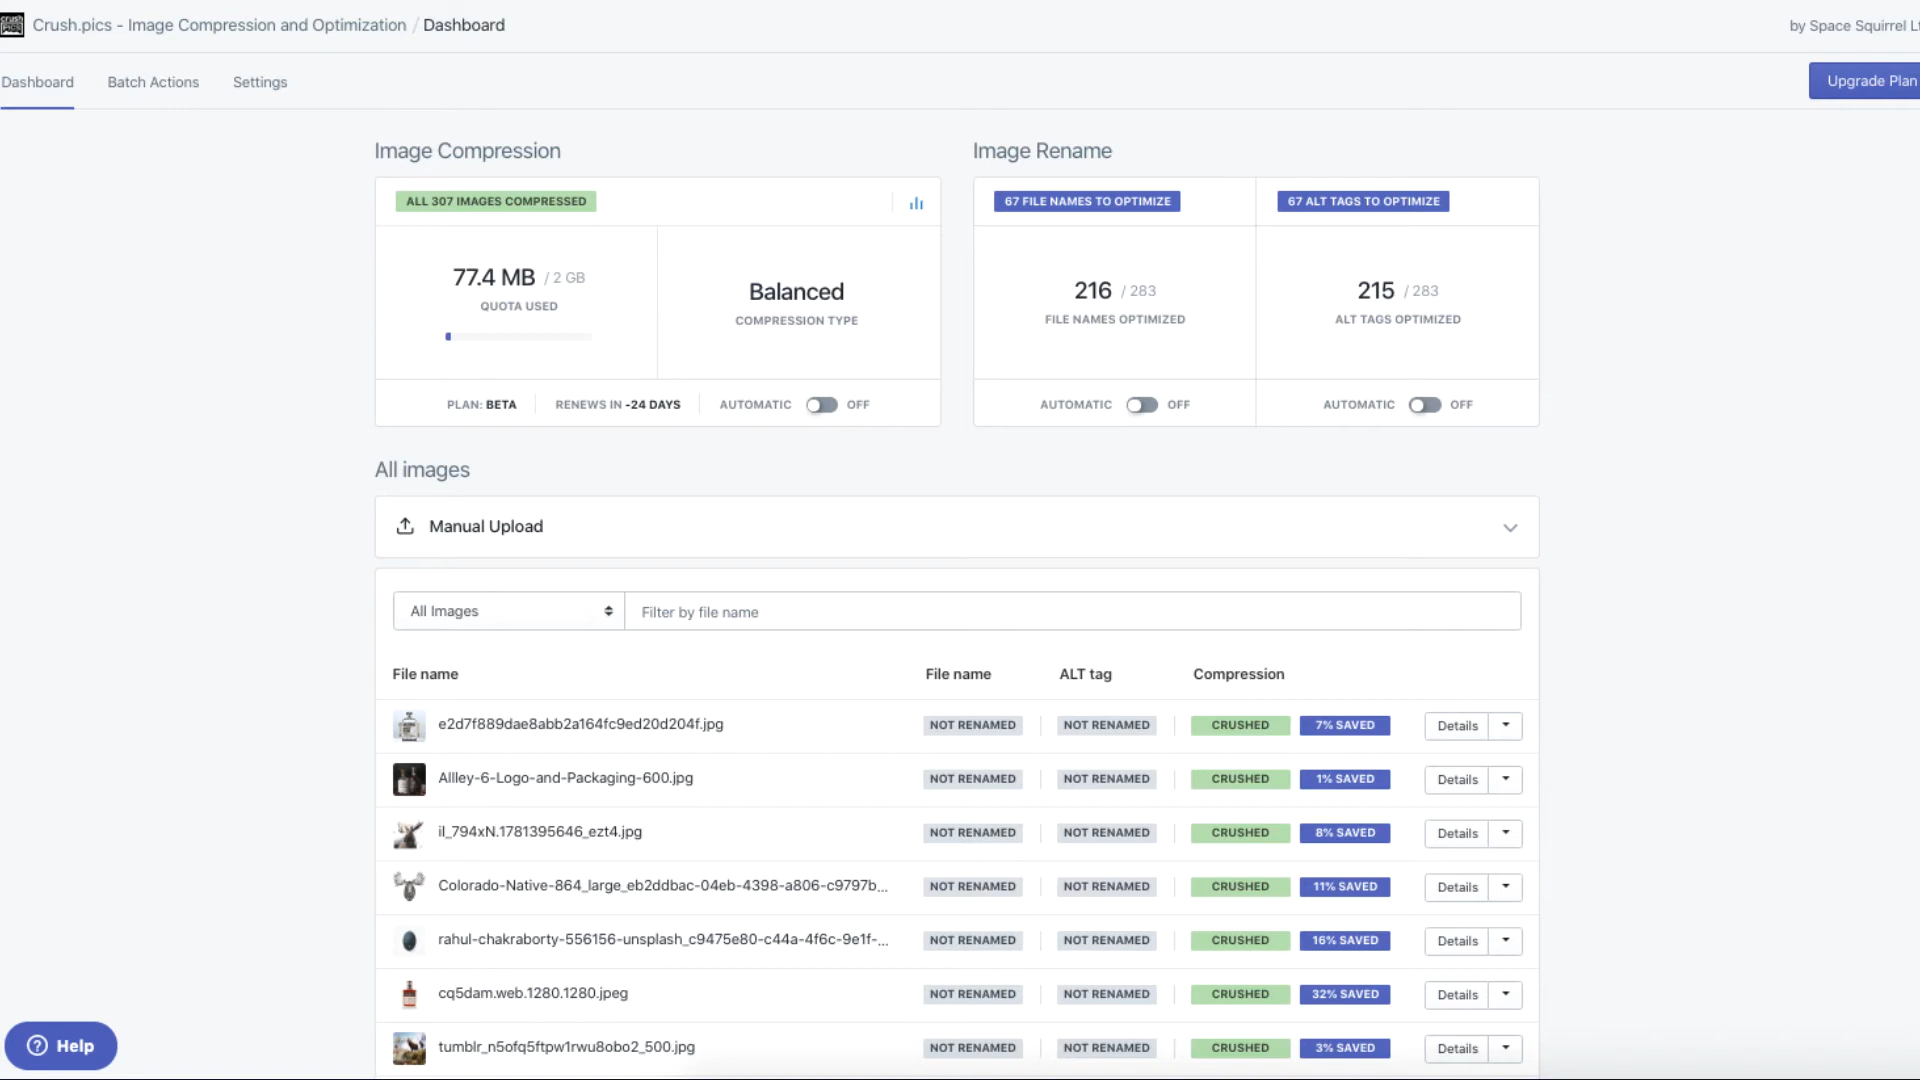 Crush.pics - Image Compression and Optimization / Dashboard
by Space Squirrel Lt
Dashboard
Batch Actions
Settings
Upgrade Plan
Image Compression
ALL 307 IMAGES COMPRESSED
77.4 MB / 2 GB
QUOTA USED
Balanced
COMPRESSION TYPE
PLAN: BETA
RENEWS IN -24 DAYS
AUTOMATIC OFF
Image Rename
67 FILE NAMES TO OPTIMIZE
67 ALT TAGS TO OPTIMIZE
216 / 283
FILE NAMES OPTIMIZED
215 / 283
ALT TAGS OPTIMIZED
AUTOMATIC OFF
AUTOMATIC OFF
All images
Manual Upload
All Images
Filter by file name
File name File name ALT tag Compression
e2d7f889dae8abb2a164fc9ed20d204f.jpg NOT RENAMED NOT RENAMED CRUSHED 7% SAVED Details
Allley-6-Logo-and-Packaging-600.jpg NOT RENAMED NOT RENAMED CRUSHED 1% SAVED Details
il_794xN.1781395646_ezt4.jpg NOT RENAMED NOT RENAMED CRUSHED 8% SAVED Details
Colorado-Native-864_large_eb2ddbac-04eb-4398-a806-c9797b... NOT RENAMED NOT RENAMED CRUSHED 11% SAVED Details
rahul-chakraborty-556156-unsplash_c9475e80-c44a-4f6c-9e1f-... NOT RENAMED NOT RENAMED CRUSHED 16% SAVED Details
cq5dam.web.1280.1280.jpeg NOT RENAMED NOT RENAMED CRUSHED 32% SAVED Details
tumblr_n5ofq5ftpw1rwu8obo2_500.jpg NOT RENAMED NOT RENAMED CRUSHED 3% SAVED Details
Help